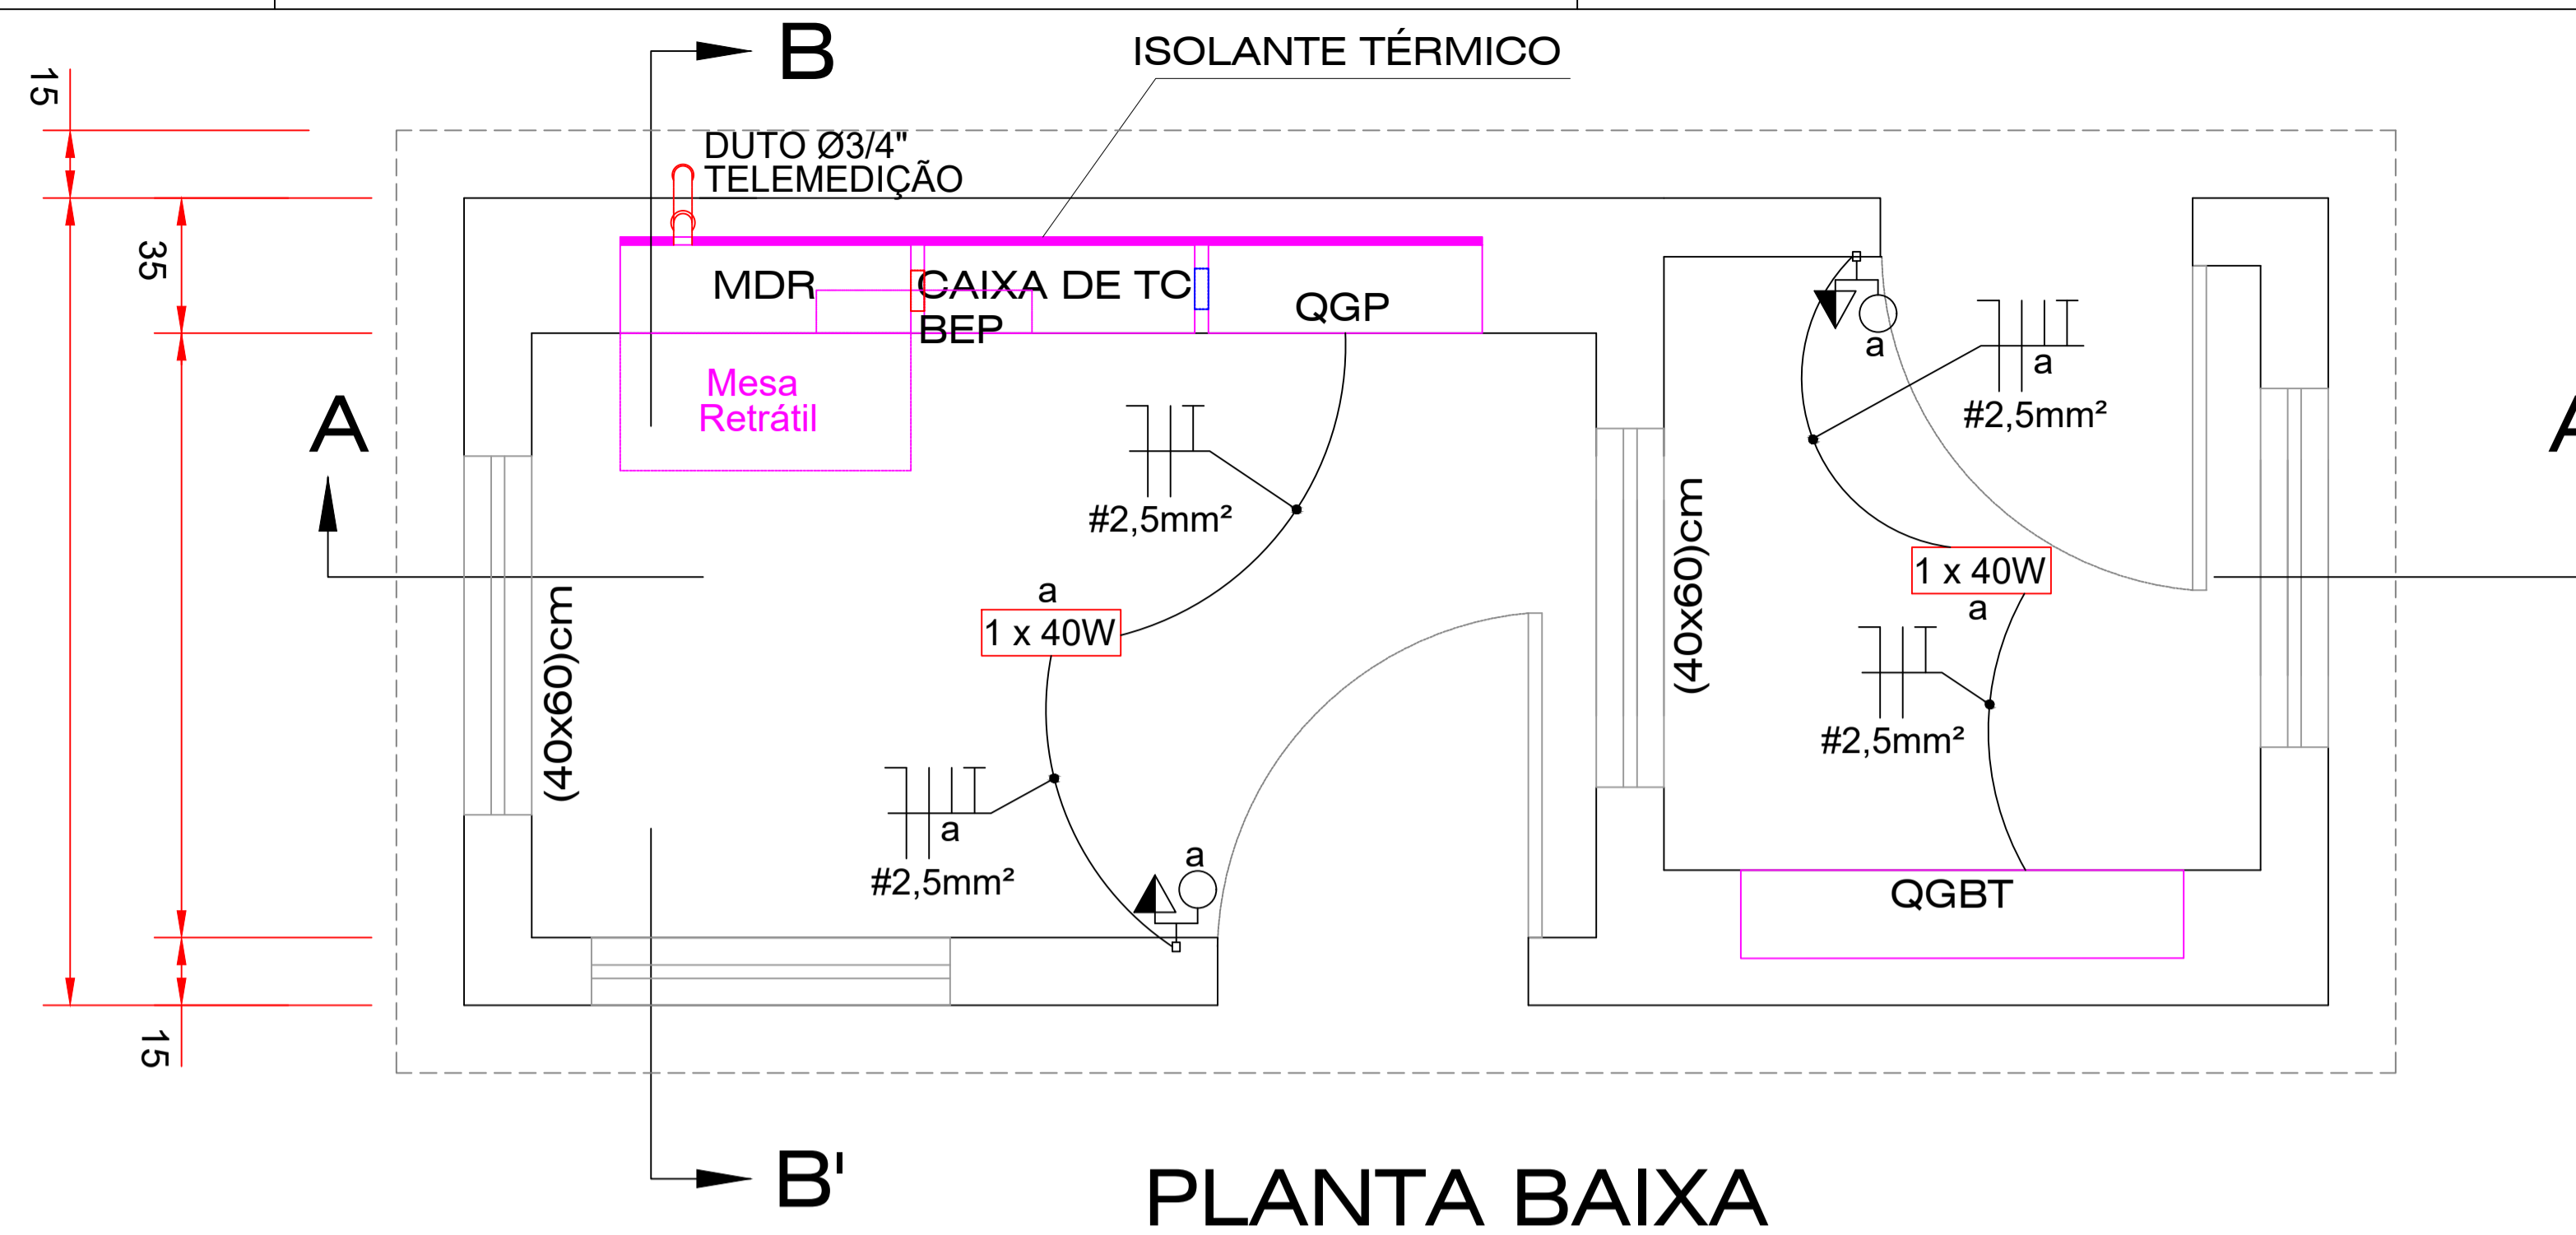 B
ISOLANTE TÉRMICO
15
DUTO Ø3/4"
TELEMEDIÇÃO
35
MDR
CAIXA DE TC
QGP
BEP
a
a
#2,5mm²
Mesa
Retrátil
A
A
#2,5mm²
(40x60)cm
(40x60)cm
1 x 40W
a
a
1 x 40W
#2,5mm²
a
#2,5mm²
a
QGBT
15
B'
PLANTA BAIXA